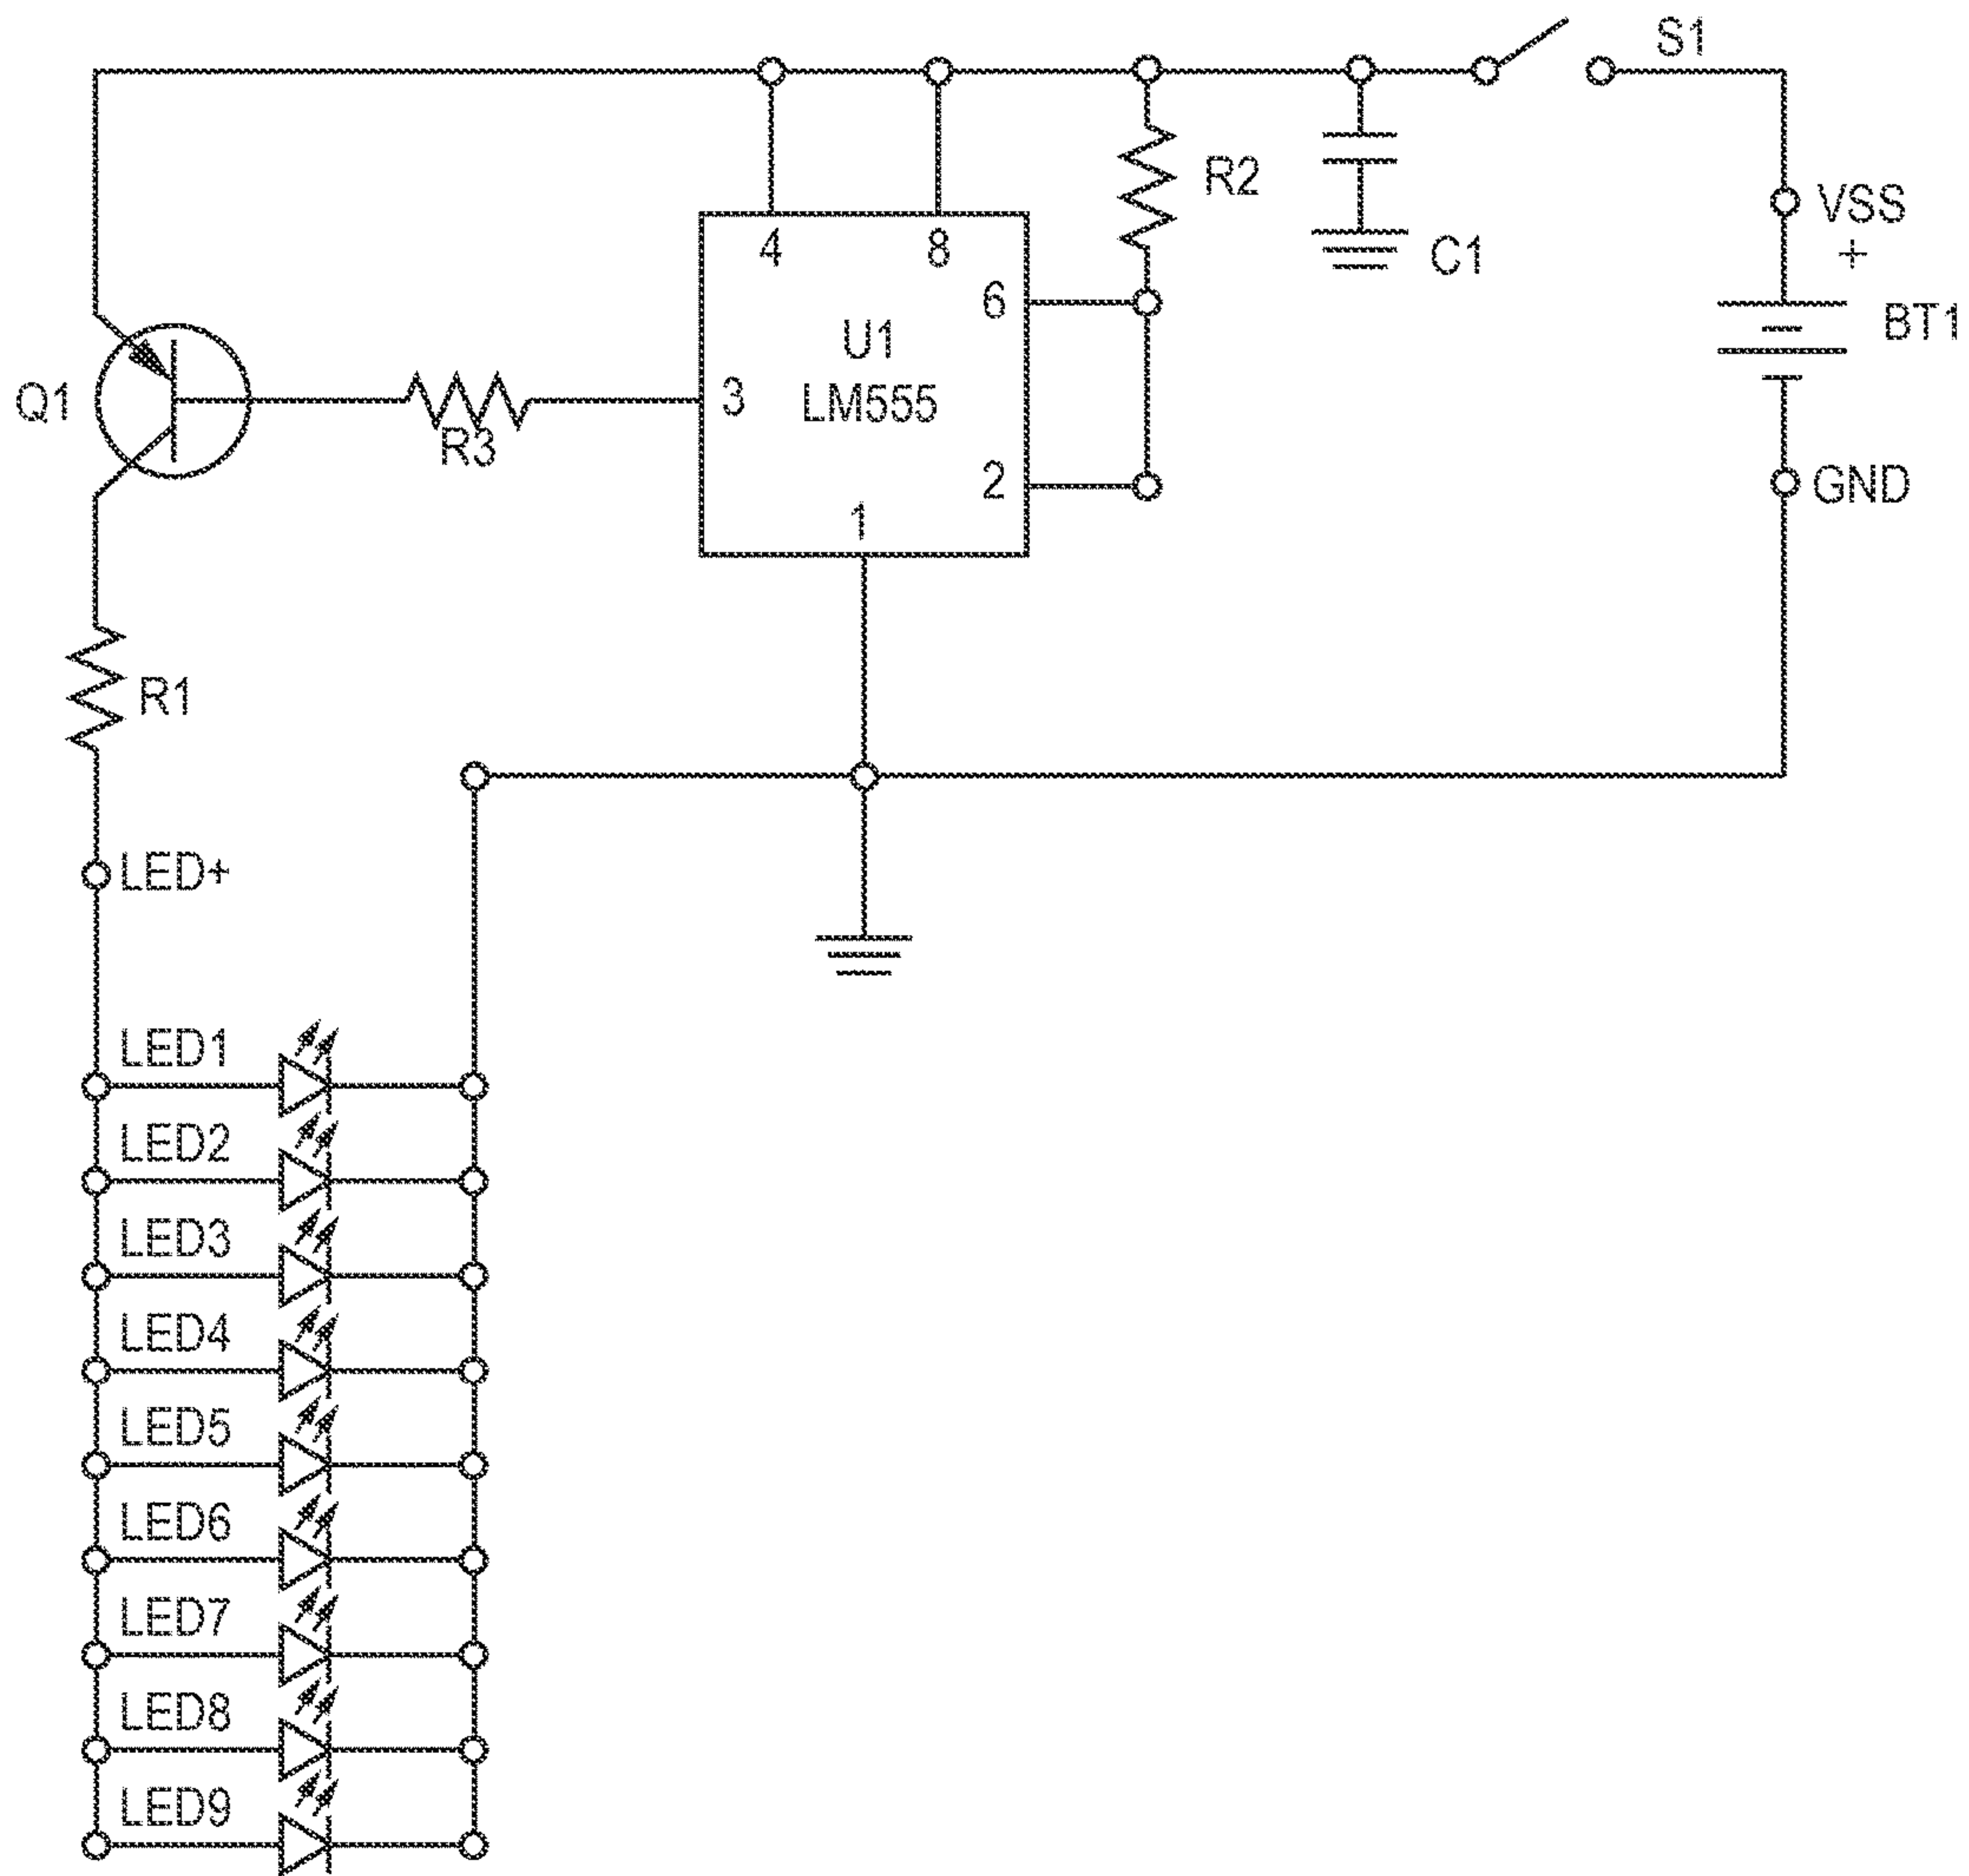 S1
R2
VSS
+
4
8
C1
6
U1
BT1
Q1
3
LM555
R3
2
GND
1
R1
LED+
LED1
LED2
LED3
LED4
LED5
LED6
LED7
LED8
LED9